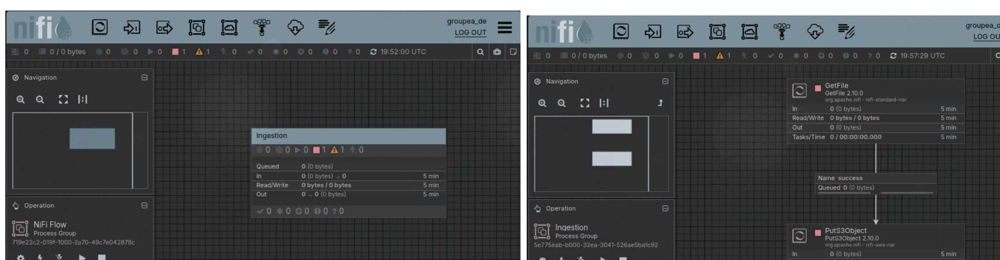 nifi
groupea_de
LOG OUT
0 0 / 0 bytes 0 0 0 1 1 0 0 0 0 0 ? 0 19:52:00 UTC
Navigation
Ingestion
0 0 0 1 1 0
Queued 0 (0 bytes)
In 0 (0 bytes) → 0 5 min
Read/Write 0 bytes / 0 bytes 5 min
Out 0 → 0 (0 bytes) 5 min
0 0 0 0 ? 0
Operation
NiFi Flow
Process Group
719e22c2-019f-1000-2a70-49c7e042878c
nifi
groupea_d
LOG OU
0 0 / 0 bytes 0 0 0 1 1 0 0 0 0 0 ? 0 19:57:29 UTC
Navigation
GetFile
GetFile 2.10.0
org.apache.nifi - nifi-standard-nar
In 0 (0 bytes) 5 min
Read/Write 0 bytes / 0 bytes 5 min
Out 0 (0 bytes) 5 min
Tasks/Time 0 / 00:00:00.000 5 min
Name success
Queued 0 (0 bytes)
Operation
Ingestion
Process Group
5e775eab-b000-32ea-3041-526ae5ba1c92
PutS3Object
PutS3Object 2.10.0
org.apache.nifi - nifi-aws-nar
In 0 (0 bytes) 5 min